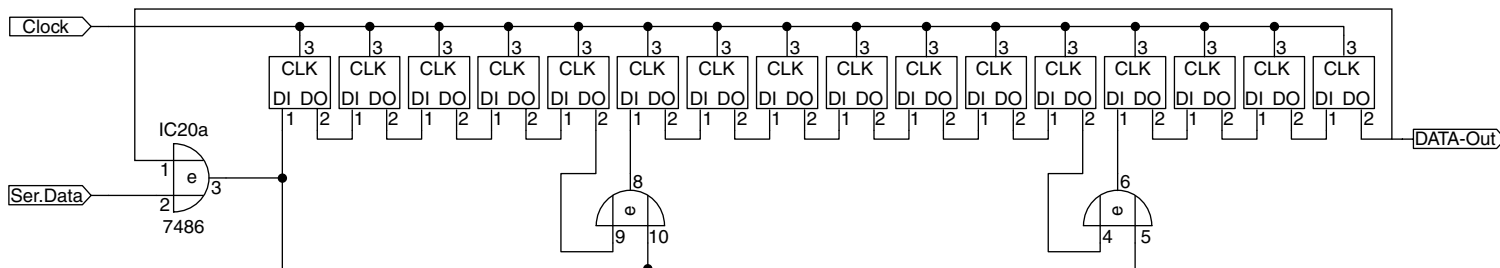 Clock
3 3 3 3 3 3 3 3 3 3 3 3 3 3 3 3
CLK CLK CLK CLK CLK CLK CLK CLK CLK CLK CLK CLK CLK CLK CLK CLK
DI DO DI DO DI DO DI DO DI DO DI DO DI DO DI DO DI DO DI DO DI DO DI DO DI DO DI DO DI DO DI DO
1 2 1 2 1 2 1 2 1 2 1 2 1 2 1 2 1 2 1 2 1 2 1 2 1 2 1 2 1 2 1 2
IC20a
DATA-Out
1
e 3
Ser.Data
2
7486
8 6
e e
9 10 4 5